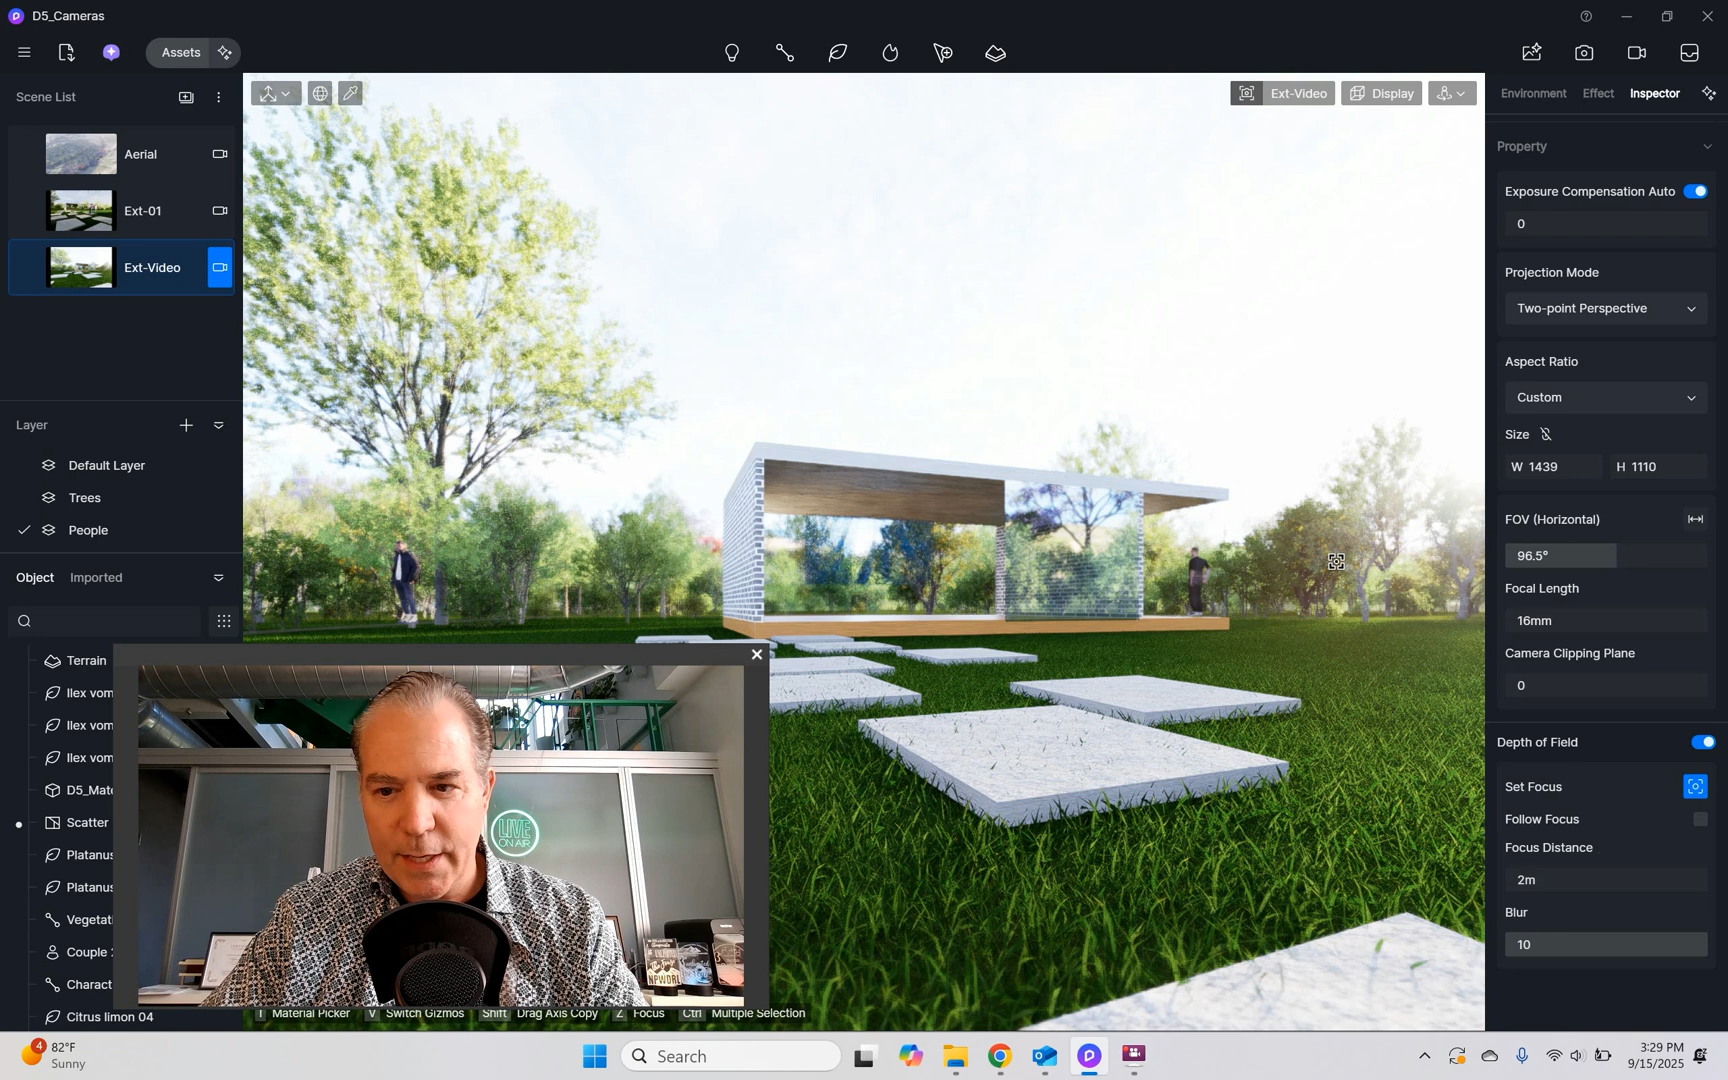 D5_Cameras
Assets
Scene List
Aerial
Ext-01
Ext-Video
Layer
Default Layer
Trees
People
Object Imported
Terrain
Ilex vom
Ilex vom
Ilex vom
D5_Mate
Scatter
Platanus
Platanus
Vegetati
Couple
Charact
Citrus limon 04
Ext-Video Display
LIVE
ON AIR
Material Picker V Switch Gizmos Shift Drag Axis Copy Z Focus Ctrl Multiple Selection
Environment Effect Inspector
Property
Exposure Compensation Auto
0
Projection Mode
Two-point Perspective
Aspect Ratio
Custom
Size
W 1439 H 1110
FOV (Horizontal)
96.5°
Focal Length
16mm
Camera Clipping Plane
0
Depth of Field
Set Focus
Follow Focus
Focus Distance
2m
Blur
10
4
82°F
Sunny
Search
3:29 PM
9/15/2025